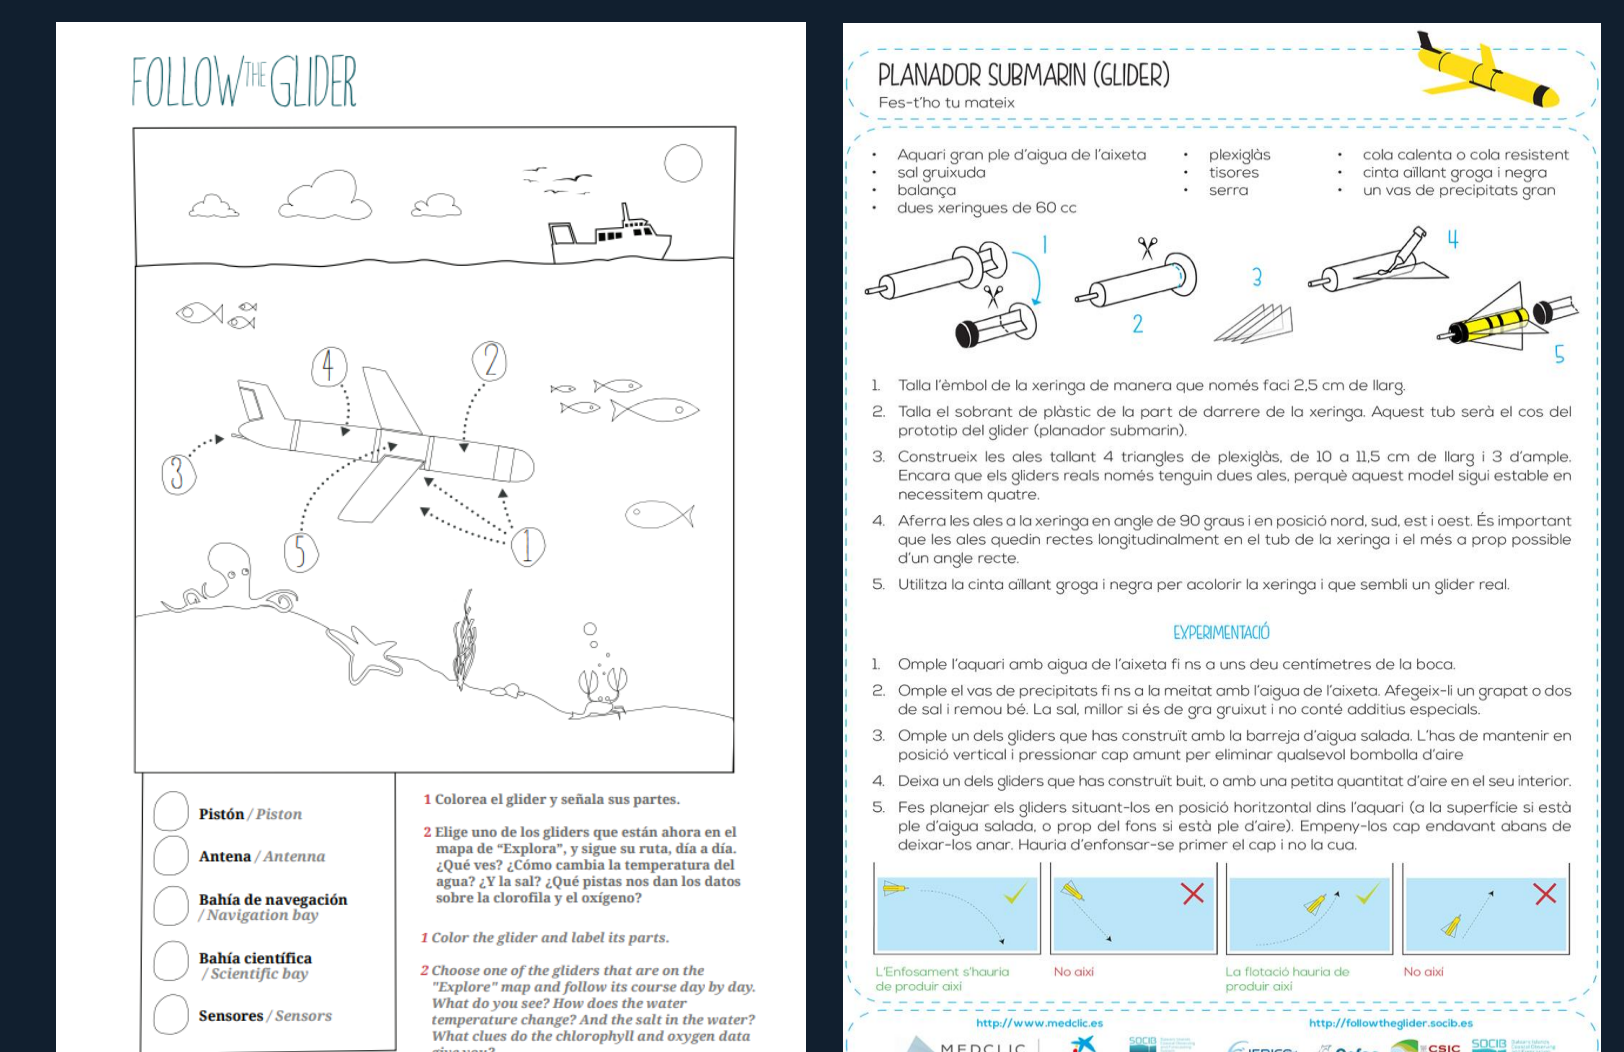 FOLLOW THE GLIDER
4
2
3
5
1
Pistón / Piston
Antena / Antenna
Bahía de navegación
/ Navigation bay
Bahía científica
/ Scientific bay
Sensores / Sensors
1 Colorea el glider y señala sus partes.
2 Elige uno de los gliders que están ahora en el
mapa de “Explora”, y sigue su ruta, día a día.
¿Qué ves? ¿Cómo cambia la temperatura del
agua? ¿Y la sal? ¿Qué pistas nos dan los datos
sobre la clorofila y el oxígeno?
1 Color the glider and label its parts.
2 Choose one of the gliders that are on the
"Explore" map and follow its course day by day.
What do you see? How does the water
temperature change? And the salt in the water?
What clues do the chlorophyll and oxygen data
give you?
PLANADOR SUBMARIN (GLIDER)
Fes-t’ho tu mateix
• Aquari gran ple d’aigua de l’aixeta
• sal gruixuda
• balança
• dues xeringues de 60 cc
• plexiglàs
• tisores
• serra
• cola calenta o cola resistent
• cinta aïllant groga i negra
• un vas de precipitats gran
1
2
3
4
5
1. Talla l’èmbol de la xeringa de manera que només faci 2,5 cm de llarg.
2. Talla el sobrant de plàstic de la part de darrere de la xeringa. Aquest tub serà el cos del
prototip del glider (planador submarin).
3. Construeix les ales tallant 4 triangles de plexiglàs, de 10 a 11,5 cm de llarg i 3 d’ample.
Encara que els gliders reals només tenguin dues ales, perquè aquest model sigui estable en
necessitem quatre.
4. Aferra les ales a la xeringa en angle de 90 graus i en posició nord, sud, est i oest. És important
que les ales quedin rectes longitudinalment en el tub de la xeringa i el més a prop possible
d’un angle recte.
5. Utilitza la cinta aïllant groga i negra per acolorir la xeringa i que sembli un glider real.
EXPERIMENTACIÓ
1. Omple l’aquari amb aigua de l’aixeta fi ns a uns deu centímetres de la boca.
2. Omple el vas de precipitats fi ns a la meitat amb l’aigua de l’aixeta. Afegeix-li un grapat o dos
de sal i remou bé. La sal, millor si és de gra gruixut i no conté additius especials.
3. Omple un dels gliders que has construït amb la barreja d’aigua salada. L’has de mantenir en
posició vertical i pressionar cap amunt per eliminar qualsevol bombolla d’aire
4. Deixa un dels gliders que has construït buit, o amb una petita quantitat d’aire en el seu interior.
5. Fes planejar els gliders situant-los en posició horitzontal dins l’aquari (a la superfície si està
ple d’aigua salada, o prop del fons si està ple d’aire). Empeny-los cap endavant abans de
deixar-los anar. Hauria d’enfonsar-se primer el cap i no la cua.
L’Enfosament s’hauria
de produir així
No així
La flotació hauria de
produir així
No així
http://www.medclic.es
http://followtheglider.socib.es
MEDCLIC
SOCIB
CSIC
SOCIB